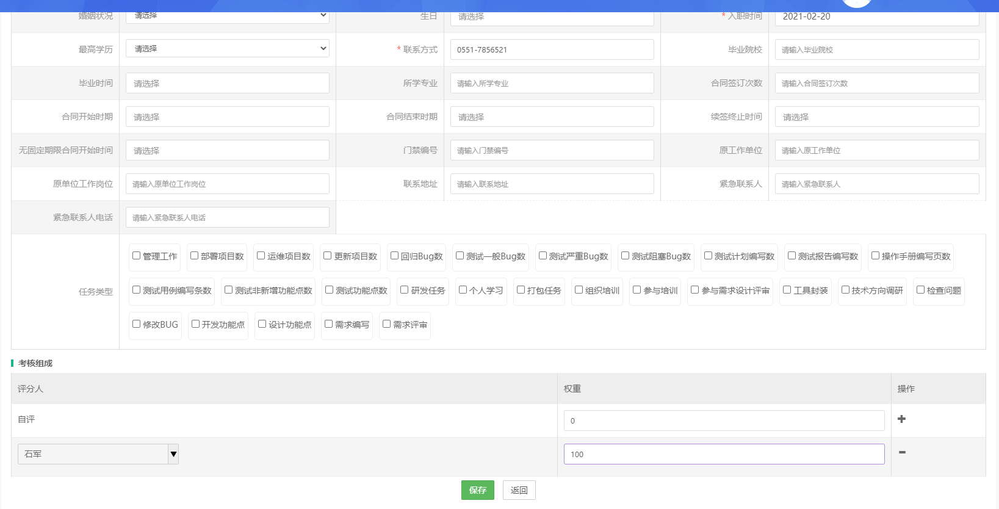 婚姻状况 请选择 生日 请选择 * 入职时间 2021-02-20
最高学历 请选择 * 联系方式 0551-7856521 毕业院校 请输入毕业院校
毕业时间 请选择 所学专业 请输入所学专业 合同签订次数 请输入合同签订次数
合同开始时期 请选择 合同结束时期 请选择 续签终止时间 请选择
无固定期限合同开始时间 请选择 门禁编号 请输入门禁编号 原工作单位 请输入原工作单位
原单位工作岗位 请输入原单位工作岗位 联系地址 请输入联系地址 紧急联系人 请输入紧急联系人
紧急联系人电话 请输入紧急联系人电话
管理工作 部署项目数 运维项目数 更新项目数 回归Bug数 测试一般Bug数 测试严重Bug数 测试阻塞Bug数 测试计划编写数 测试报告编写数 操作手册编写页数
任务类型 测试用例编写条数 测试非新增功能点数 测试功能点数 研发任务 个人学习 打包任务 组织培训 参与培训 参与需求设计评审 工具封装 技术方向调研 检查问题
修改BUG 开发功能点 设计功能点 需求编写 需求评审
考核组成
评分人 权重 操作
自评 0
石军 100
保存 返回